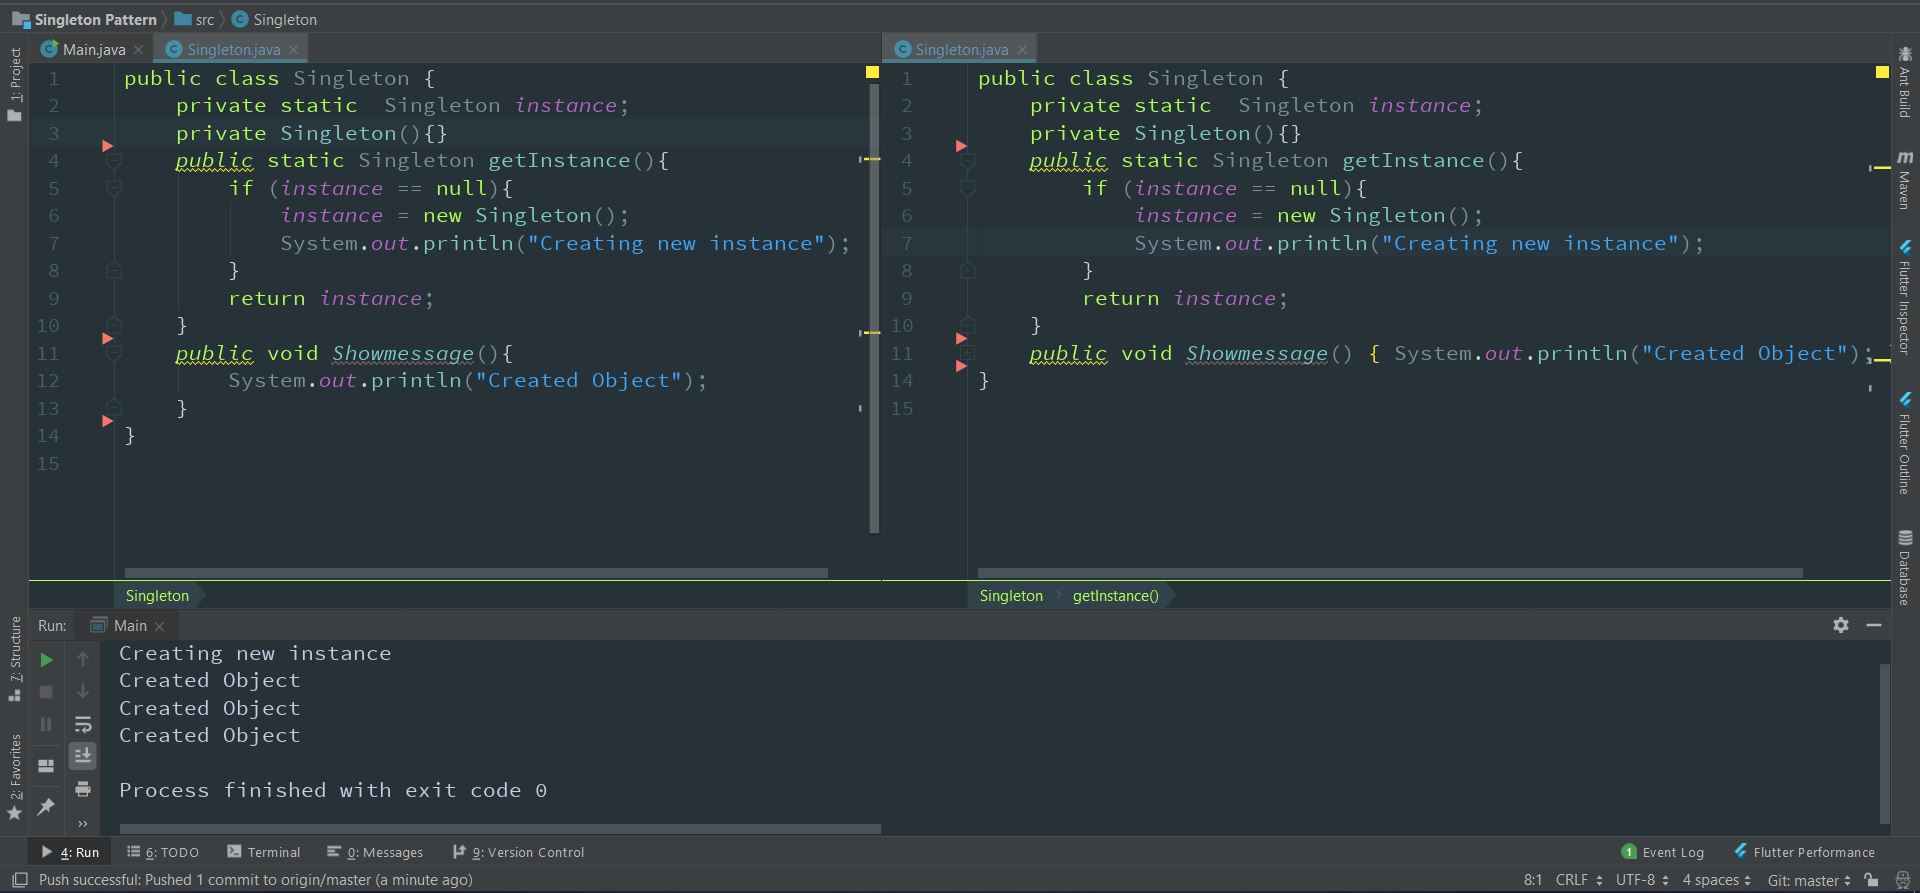 Singleton Pattern src Singleton
Main.java Singleton.java Singleton.java
1: Project
1 public class Singleton {
2     private static  Singleton instance;
3     private Singleton(){}
4     public static Singleton getInstance(){
5         if (instance == null){
6             instance = new Singleton();
7             System.out.println("Creating new instance");
8         }
9         return instance;
10     }
11     public void Showmessage(){
12         System.out.println("Created Object");
13     }
14 }
15
1 public class Singleton {
2     private static  Singleton instance;
3     private Singleton(){}
4     public static Singleton getInstance(){
5         if (instance == null){
6             instance = new Singleton();
7             System.out.println("Creating new instance");
8         }
9         return instance;
10     }
11     public void Showmessage() { System.out.println("Created Object");
14 }
15
Ant Build
m Maven
Flutter Inspector
Flutter Outline
Database
Singleton
Singleton getInstance()
7: Structure
2: Favorites
Run: Main
Creating new instance
Created Object
Created Object
Created Object
Process finished with exit code 0
4: Run 6: TODO Terminal 0: Messages 9: Version Control 1 Event Log Flutter Performance
Push successful: Pushed 1 commit to origin/master (a minute ago) 8:1 CRLF UTF-8 4 spaces Git: master